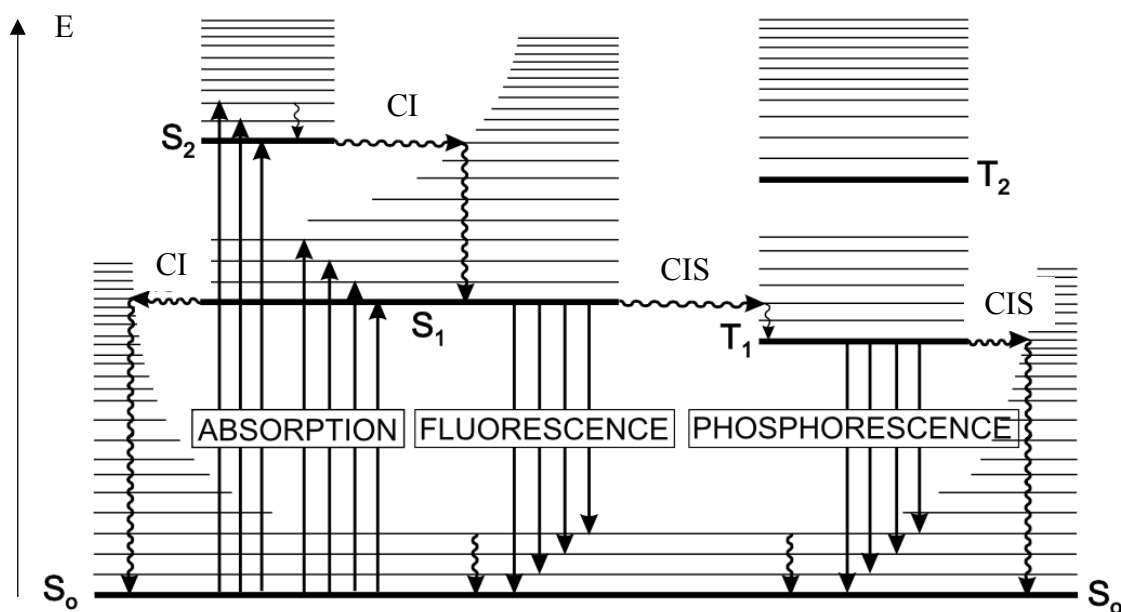 E
CI
S2
T2
CI
CIS
CIS
S1
T1
ABSORPTION
FLUORESCENCE
PHOSPHORESCENCE
So
So